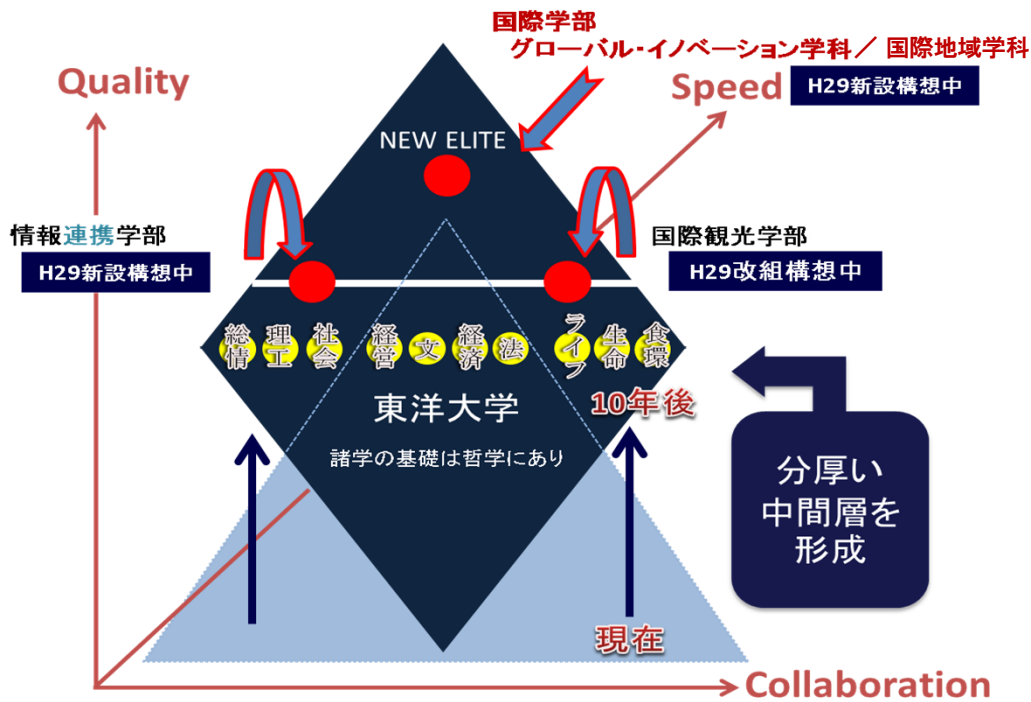 国際学部
グローバル・イノベーション学科／国際地域学科
Quality
Speed
H29新設構想中
NEW ELITE
情報連携学部
H29新設構想中
国際観光学部
H29改組構想中
総情
理工
社会
経営
文
経済
法
ライフ
生命
食環
東洋大学
10年後
諸学の基礎は哲学にあり
分厚い
中間層を
形成
現在
Collaboration